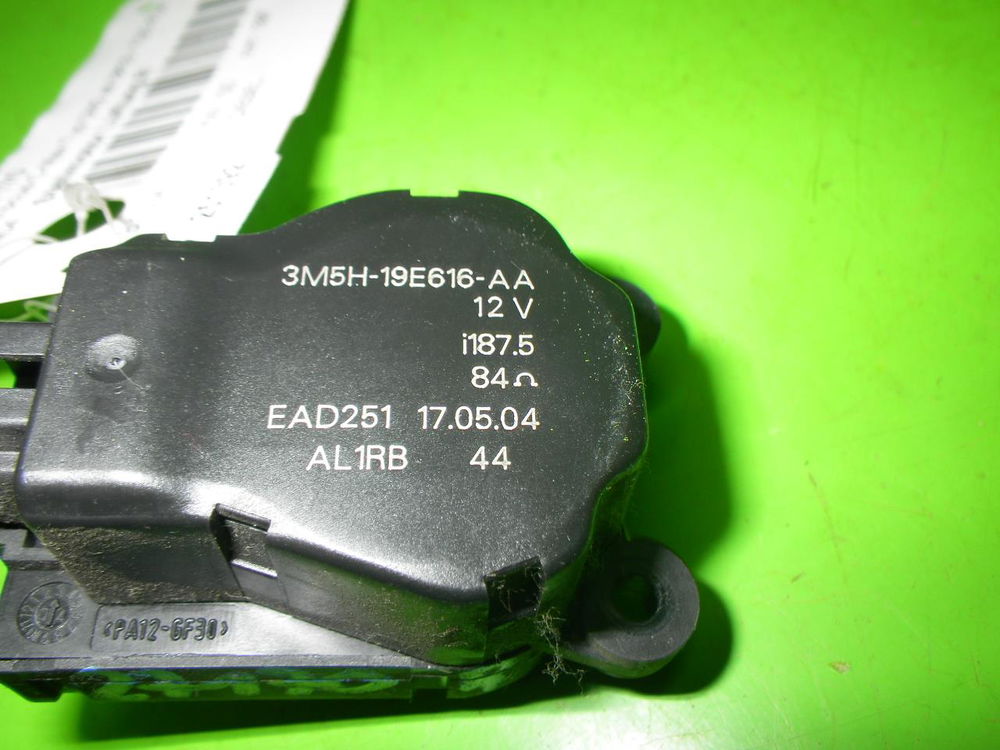 3M5H-19E616-AA
12 V
i187.5
84Ω
EAD251 17.05.04
AL1RB 44
<PA12-GF30>